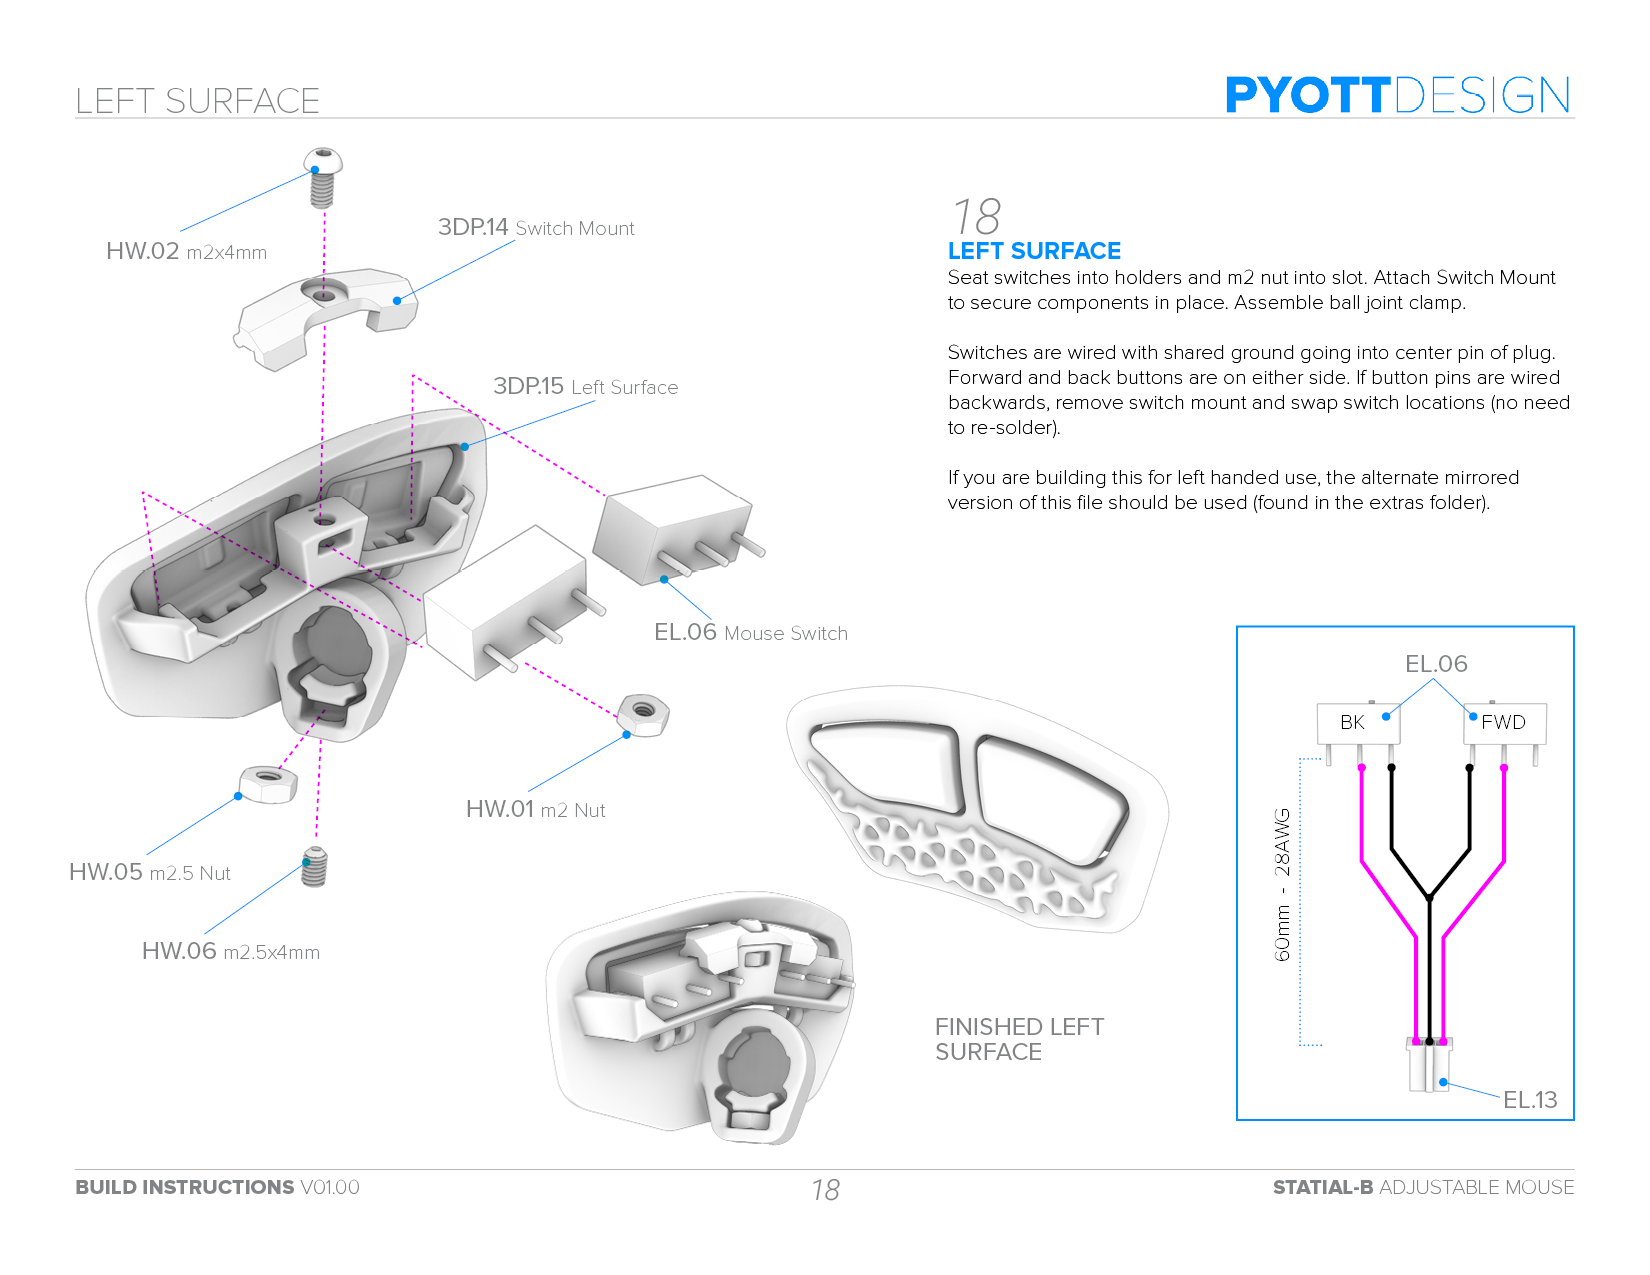 LEFT SURFACE
PYOTTDESIGN
HW.02 m2x4mm
3DP.14 Switch Mount
3DP.15 Left Surface
18
LEFT SURFACE
Seat switches into holders and m2 nut into slot. Attach Switch Mount
to secure components in place. Assemble ball joint clamp.
Switches are wired with shared ground going into center pin of plug.
Forward and back buttons are on either side. If button pins are wired
backwards, remove switch mount and swap switch locations (no need
to re-solder).
If you are building this for left handed use, the alternate mirrored
version of this file should be used (found in the extras folder).
EL.06 Mouse Switch
HW.01 m2 Nut
HW.05 m2.5 Nut
HW.06 m2.5x4mm
FINISHED LEFT
SURFACE
EL.06
BK
FWD
60mm - 28AWG
EL.13
BUILD INSTRUCTIONS V01.00
18
STATIAL-B ADJUSTABLE MOUSE